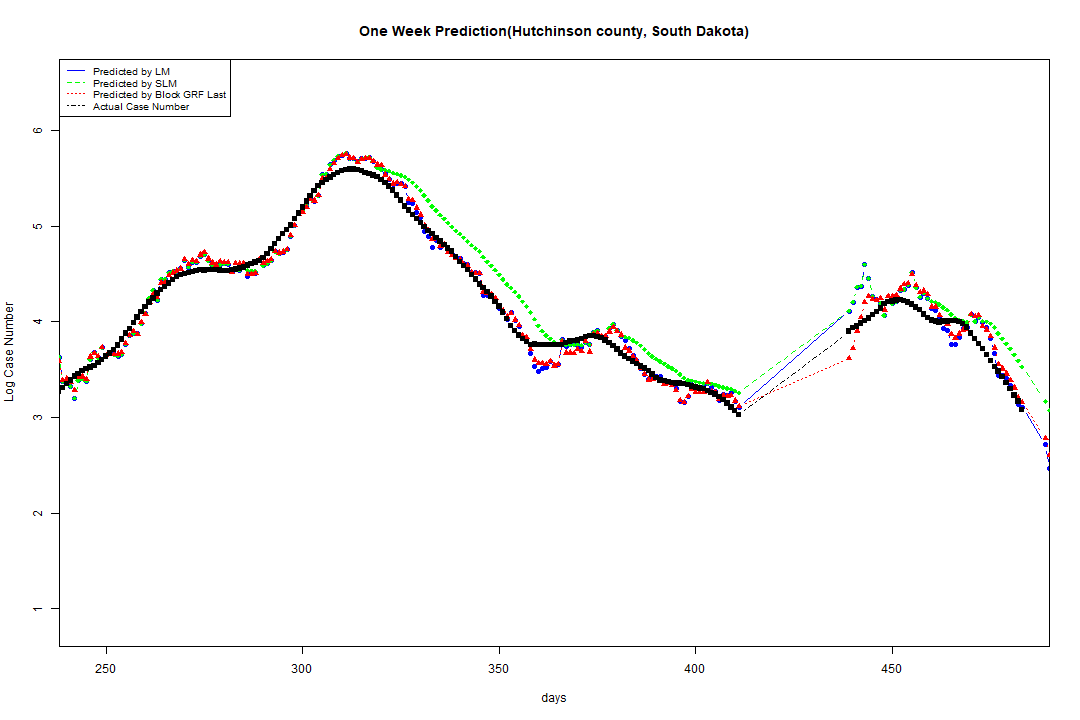 One Week Prediction(Hutchinson county, South Dakota)
Predicted by LM
Predicted by SLM
Predicted by Block GRF Last
Actual Case Number
Log Case Number
6
5
4
3
2
1
250 300 350 400 450
days